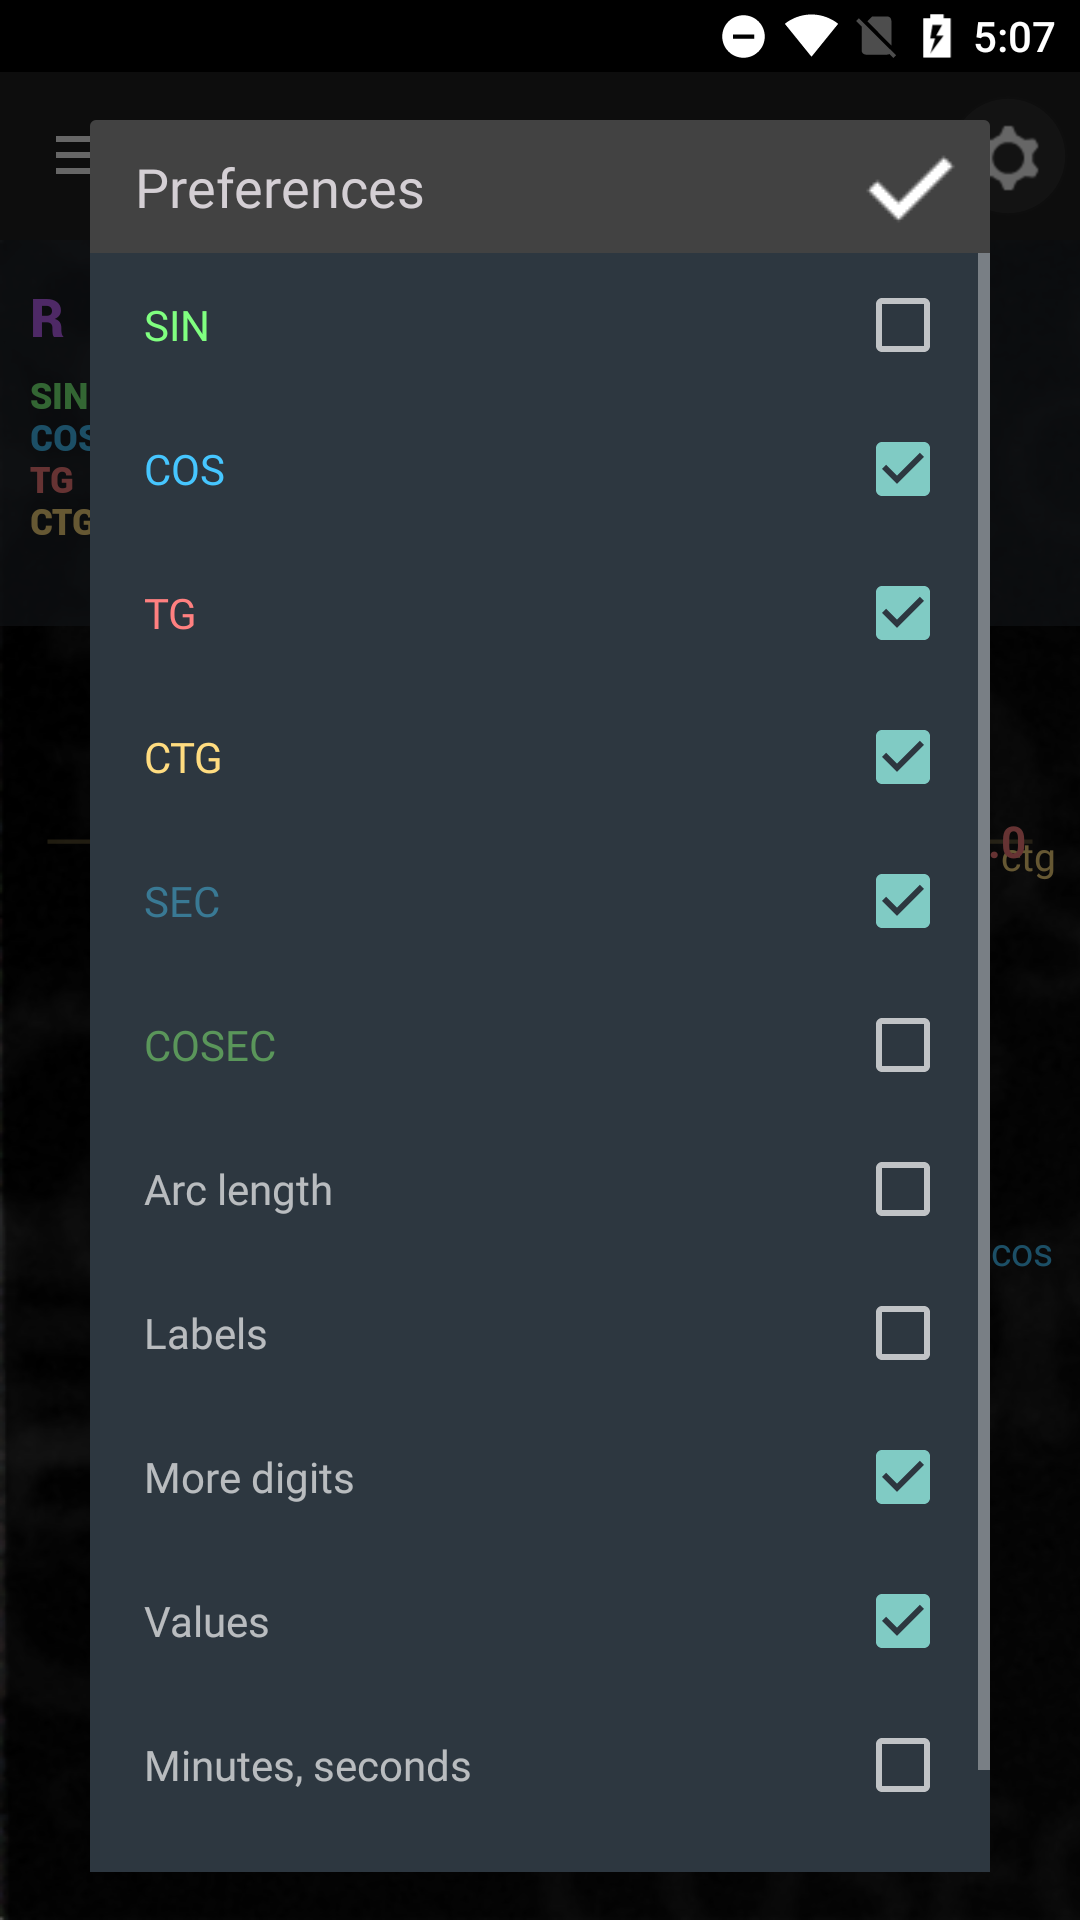 5:07
Preferences
R
SIN
COS
TG
CTG
SIN
COS
TG
CTG
SEC
COSEC
Arc length
Labels
More digits
Values
Minutes, seconds
.0
ctg
cos